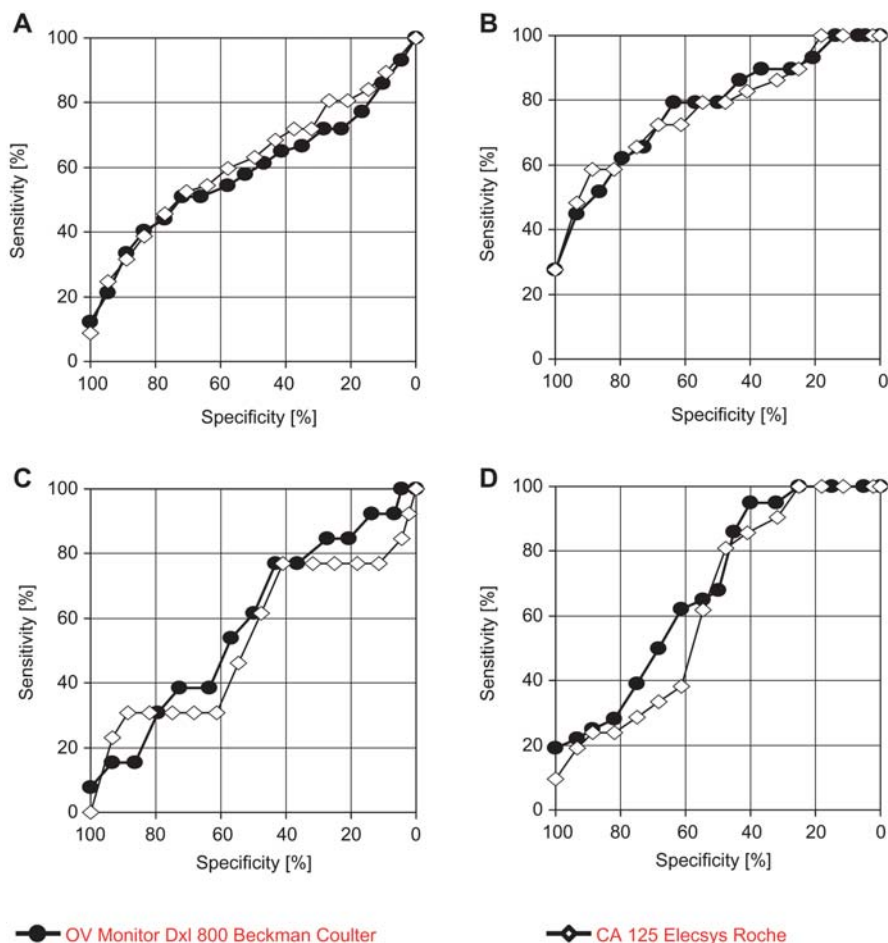 A
B
Sensitivity [%]
100
80
60
40
20
0
100 80 60 40 20 0
Specificity [%]
Sensitivity [%]
100
80
60
40
20
0
100 80 60 40 20 0
Specificity [%]
C
D
Sensitivity [%]
100
80
60
40
20
0
100 80 60 40 20 0
Specificity [%]
Sensitivity [%]
100
80
60
40
20
0
100 80 60 40 20 0
Specificity [%]
OV Monitor DxI 800 Beckman Coulter
CA 125 Elecsys Roche